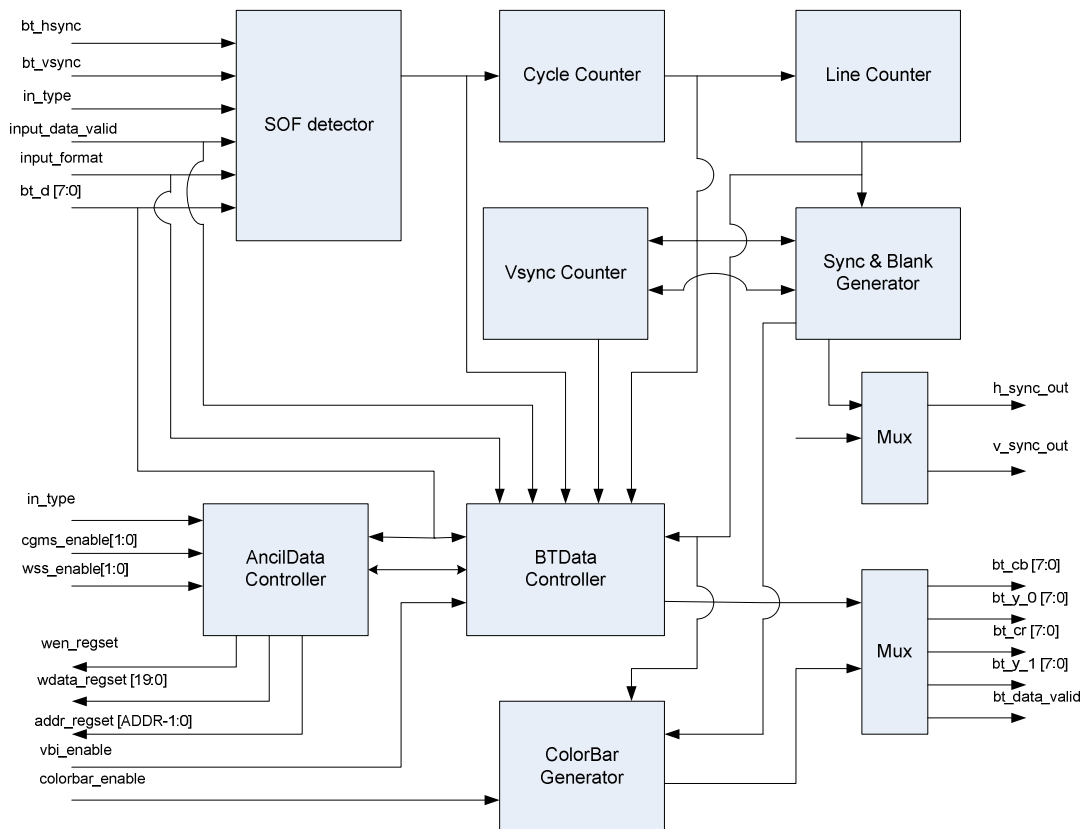 bt_hsync
bt_vsync
in_type
input_data_valid
input_format
bt_d [7:0]
SOF detector
Cycle Counter
Line Counter
Vsync Counter
Sync & Blank
Generator
Mux
h_sync_out
v_sync_out
in_type
cgms_enable[1:0]
wss_enable[1:0]
AncilData
Controller
BTData
Controller
wen_regset
wdata_regset [19:0]
addr_regset [ADDR-1:0]
vbi_enable
colorbar_enable
ColorBar
Generator
Mux
bt_cb [7:0]
bt_y_0 [7:0]
bt_cr [7:0]
bt_y_1 [7:0]
bt_data_valid